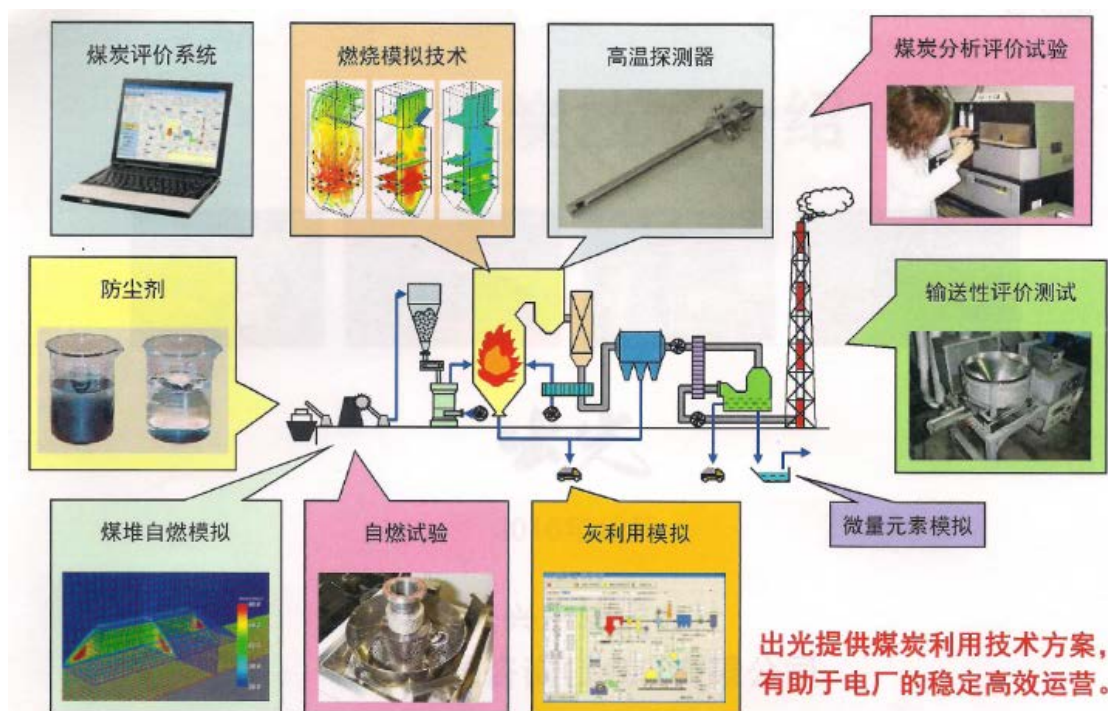 煤炭评价系统
燃烧模拟技术
高温探测器
煤炭分析评价试验
防尘剂
输送性评价测试
煤堆自燃模拟
自燃试验
灰利用模拟
微量元素模拟
出光提供煤炭利用技术方案，
有助于电厂的稳定高效运营。